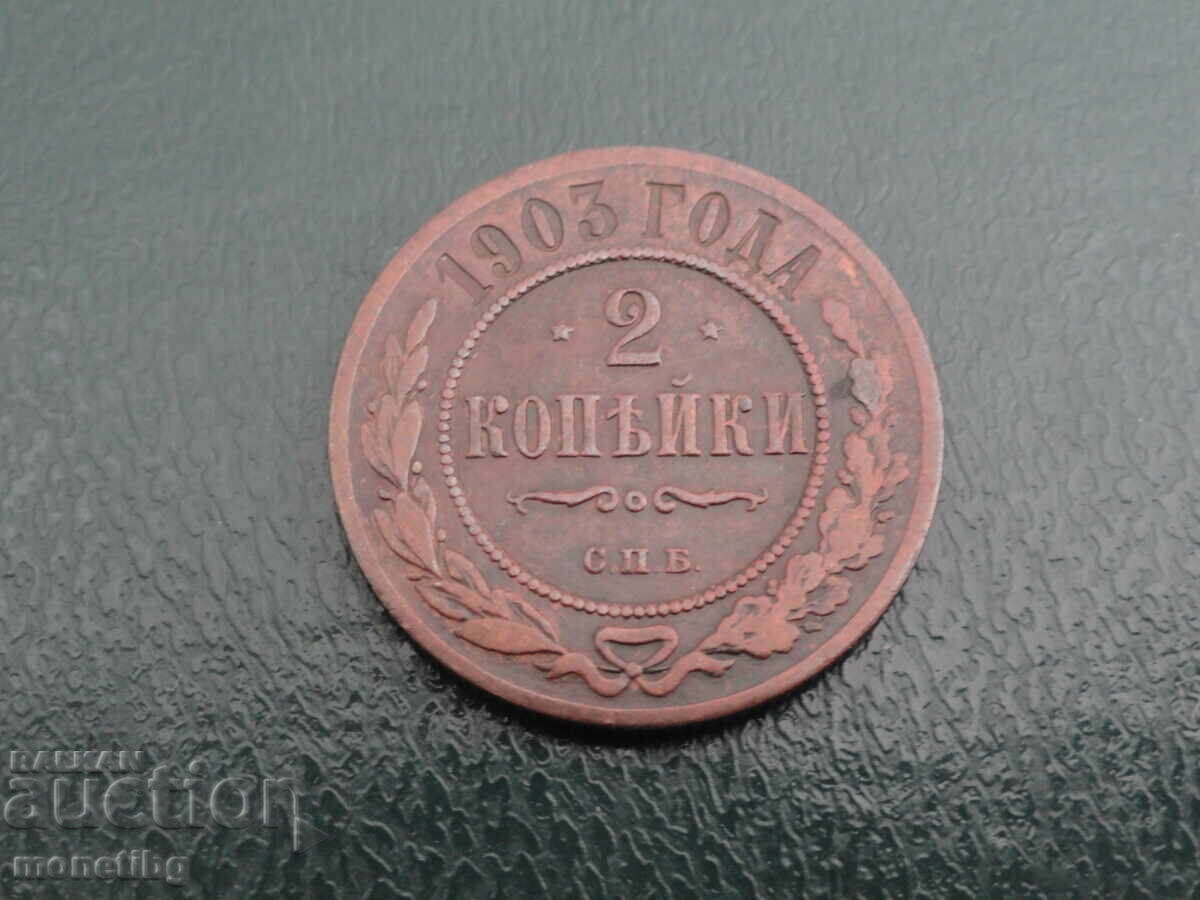 1903 ГОДА
2
КОПѢЙКИ
С.П.Б.
BALKAN
auction
monetibg